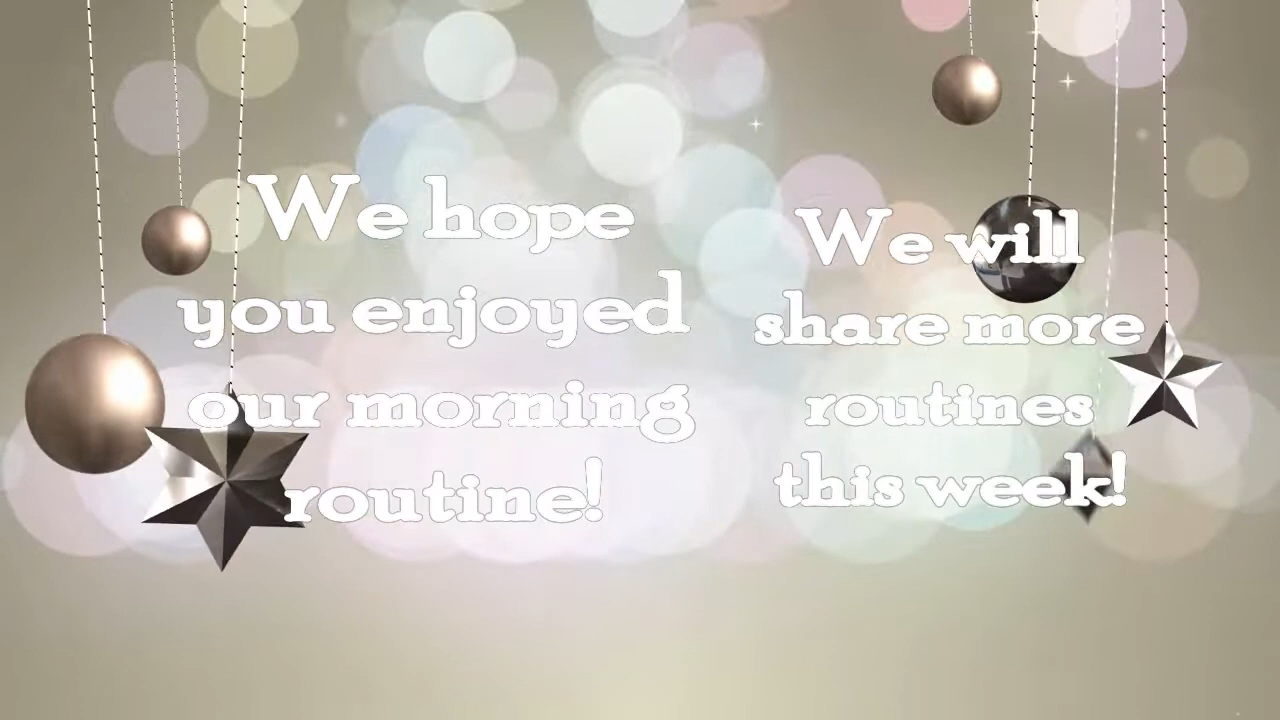 We hope
you enjoyed
our morning
routine!
We will
share more
routines
this week!